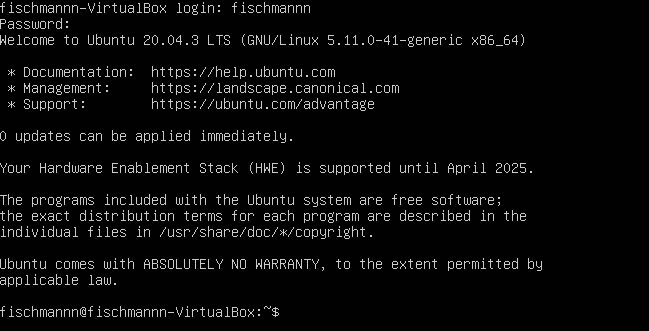 fischmannn-VirtualBox login: fischmannn
Password:
Welcome to Ubuntu 20.04.3 LTS (GNU/Linux 5.11.0-41-generic x86_64)
* Documentation:  https://help.ubuntu.com
* Management:     https://landscape.canonical.com
* Support:        https://ubuntu.com/advantage
0 updates can be applied immediately.
Your Hardware Enablement Stack (HWE) is supported until April 2025.
The programs included with the Ubuntu system are free software;
the exact distribution terms for each program are described in the
individual files in /usr/share/doc/*/copyright.
Ubuntu comes with ABSOLUTELY NO WARRANTY, to the extent permitted by
applicable law.
fischmannn@fischmannn-VirtualBox:~$